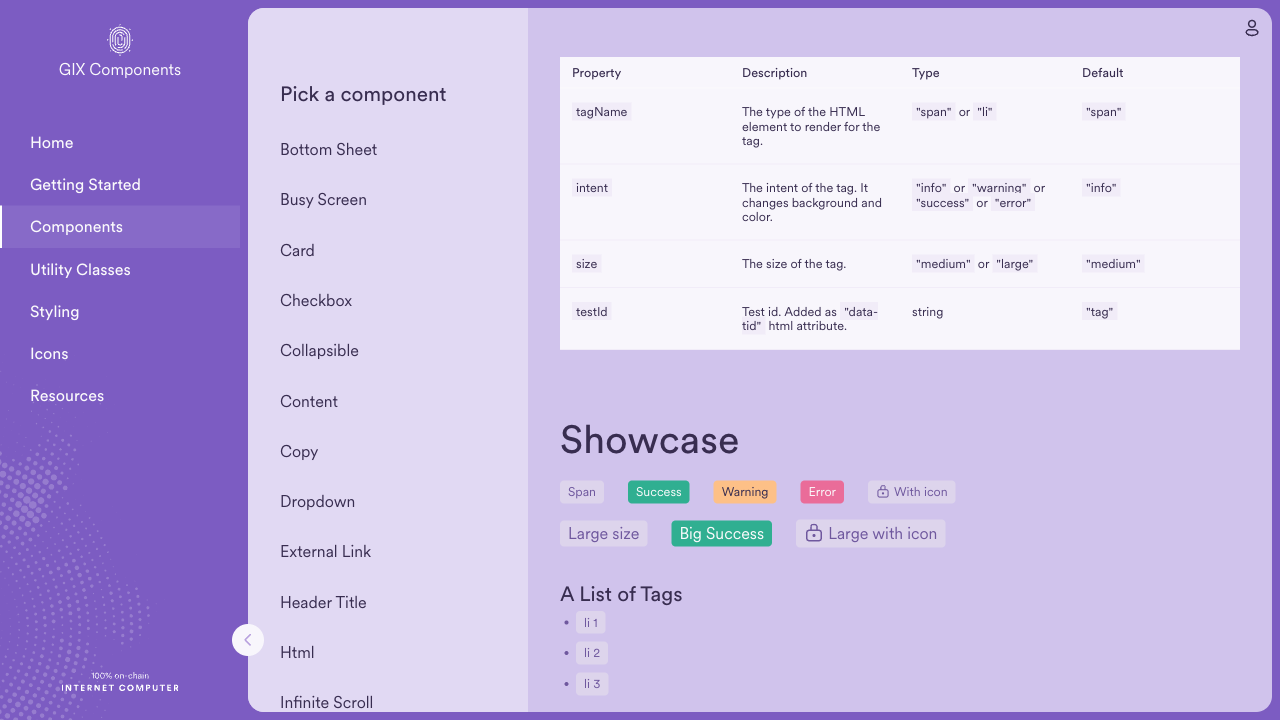 GIX Components
Home
Getting Started
Components
Utility Classes
Styling
Icons
Resources
100% on-chain
INTERNET COMPUTER
Pick a component
Bottom Sheet
Busy Screen
Card
Checkbox
Collapsible
Content
Copy
Dropdown
External Link
Header Title
Html
Infinite Scroll
Property Description Type Default
tagName The type of the HTML "span" or "li" "span"
element to render for the
tag.
intent The intent of the tag. It "info" or "warning" or "info"
changes background and "success" or "error"
color.
size The size of the tag. "medium" or "large" "medium"
testId Test id. Added as "data- string "tag"
tid" html attribute.
Showcase
Span Success Warning Error With icon
Large size Big Success Large with icon
A List of Tags
• li 1
• li 2
• li 3